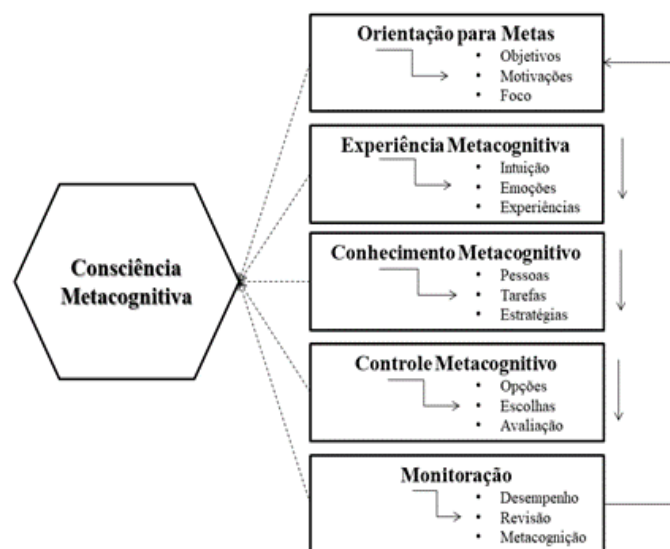 Orientação para Metas
• Objetivos
• Motivações
• Foco
Experiência Metacognitiva
• Intuição
• Emoções
• Experiências
Consciência
Metacognitiva
Conhecimento Metacognitivo
• Pessoas
• Tarefas
• Estratégias
Controle Metacognitivo
• Opções
• Escolhas
• Avaliação
Monitoração
• Desempenho
• Revisão
• Metacognição